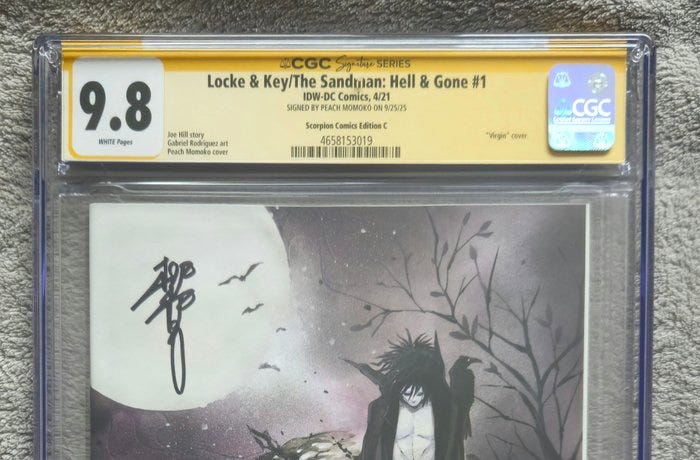 CGC Signature SERIES
Locke & Key/The Sandman: Hell & Gone #1
IDW-DC Comics, 4/21
SIGNED BY PEACH MOMOKO ON 9/25/25
Scorpion Comics Edition C
4658153019
9.8
WHITE Pages
Joe Hill story
Gabriel Rodriguez art
Peach Momoko cover
"Virgin" cover
CGC